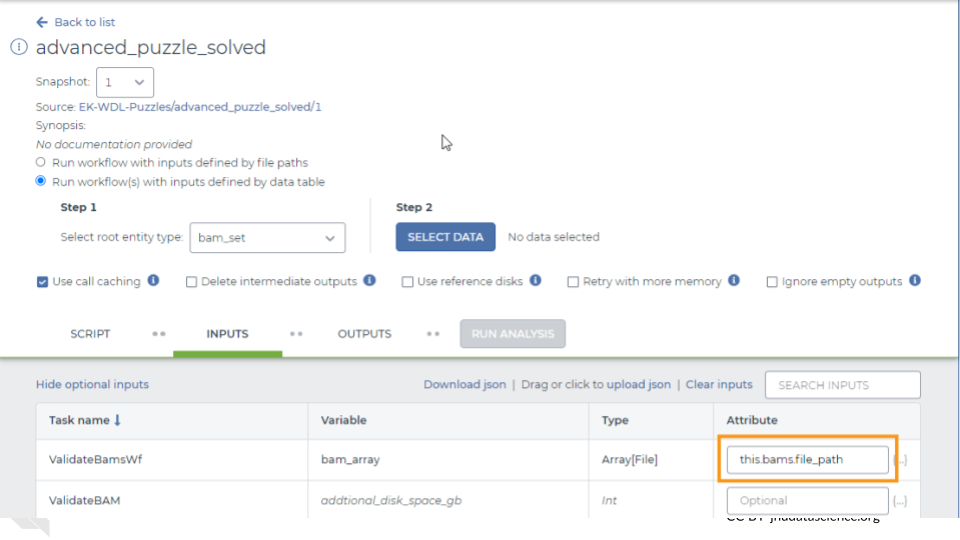 Back to list
advanced_puzzle_solved
Snapshot: 1
Source: EK-WDL-Puzzles/advanced_puzzle_solved/1
Synopsis:
No documentation provided
Run workflow with inputs defined by file paths
Run workflow(s) with inputs defined by data table
Step 1 Step 2
Select root entity type: bam_set SELECT DATA No data selected
Use call caching Delete intermediate outputs Use reference disks Retry with more memory Ignore empty outputs
SCRIPT INPUTS OUTPUTS RUN ANALYSIS
Hide optional inputs Download json | Drag or click to upload json | Clear inputs SEARCH INPUTS
Task name Variable Type Attribute
ValidateBamsWf bam_array Array[File] this.bams.file_path (...)
ValidateBAM addtional_disk_space_gb Int Optional (...)